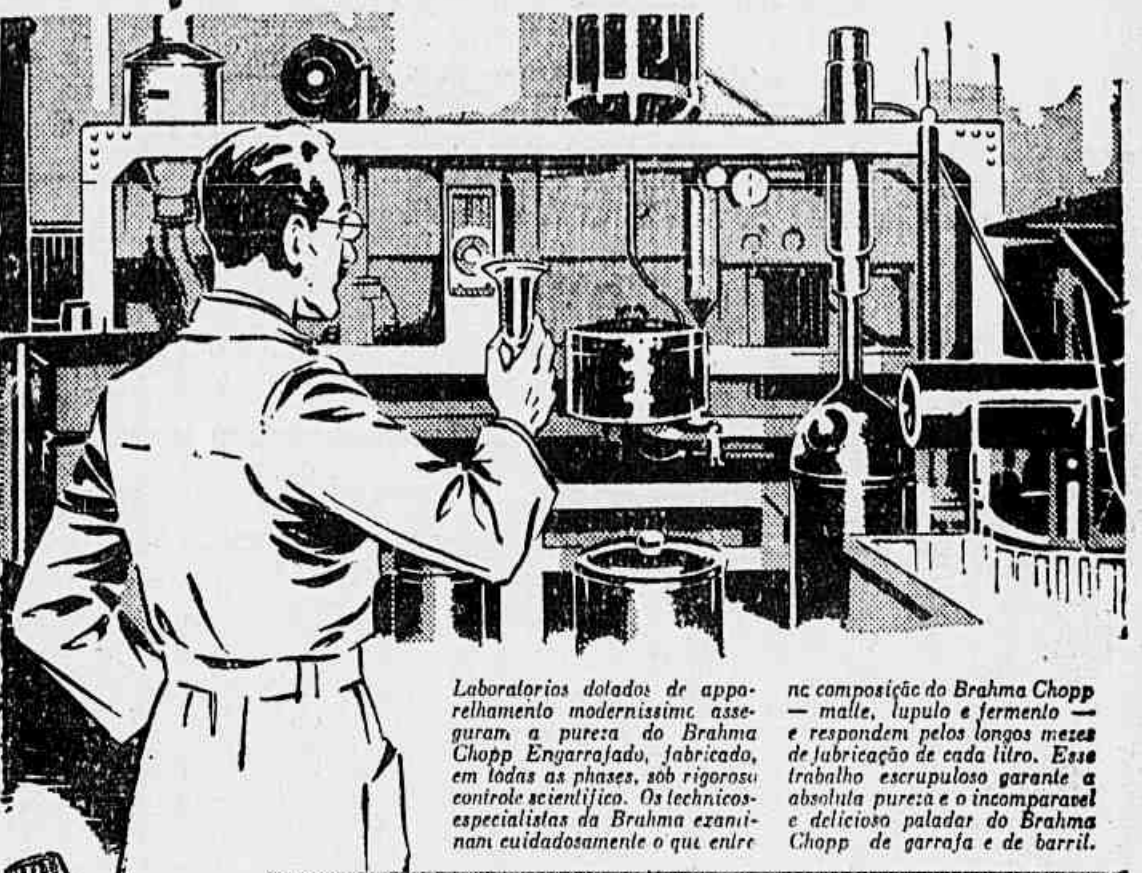 Laboratorios dotados de appa-
relhamento modernissimo asse-
guram a pureza do Brahma
Chopp Engarrafado, fabricado,
em todas as phases, sob rigoroso
controle scientifico. Os technicos-
especialistas da Brahma exami-
nam cuidadosamente o que entre
na composição do Brahma Chopp
— malte, lupulo e fermento —
e respondem pelos longos mezes
de fabricação de cada litro. Esse
trabalho escrupuloso garante a
absoluta pureza e o incomparavel
e delicioso paladar do Brahma
Chopp de garrafa e de barril.